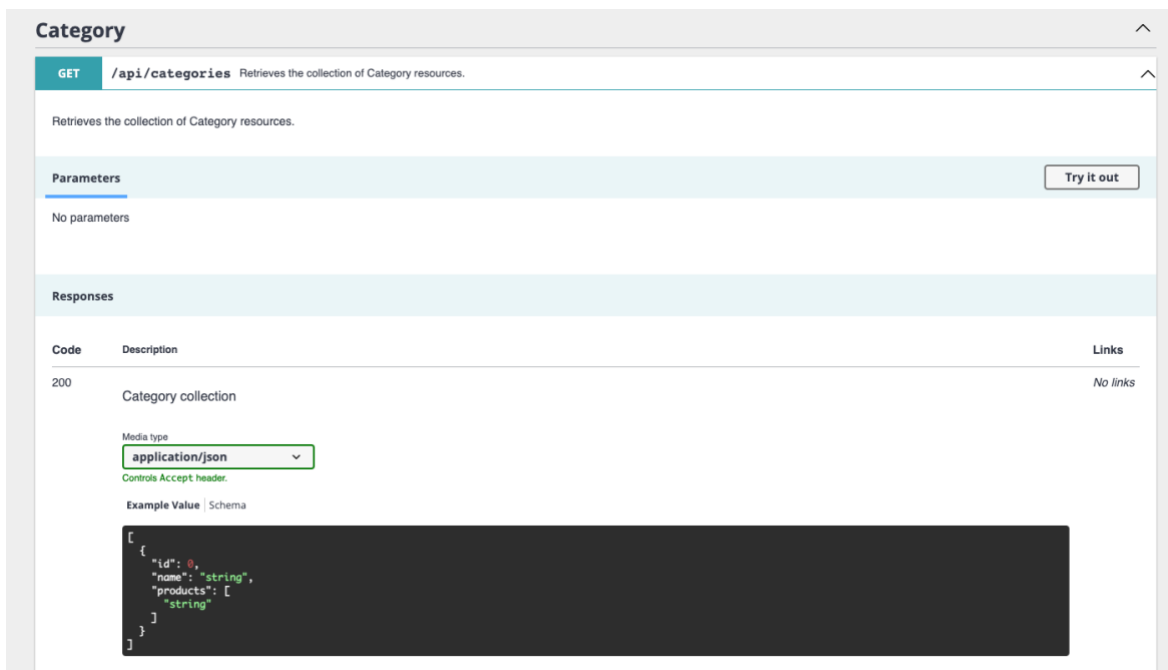 Category
GET /api/categories Retrieves the collection of Category resources.
Retrieves the collection of Category resources.
Parameters Try it out
No parameters
Responses
Code Description Links
200 Category collection No links
Media type
application/json
Controls Accept header.
Example Value Schema
[
{
"id": 0,
"name": "string",
"products": [
"string"
]
}
]